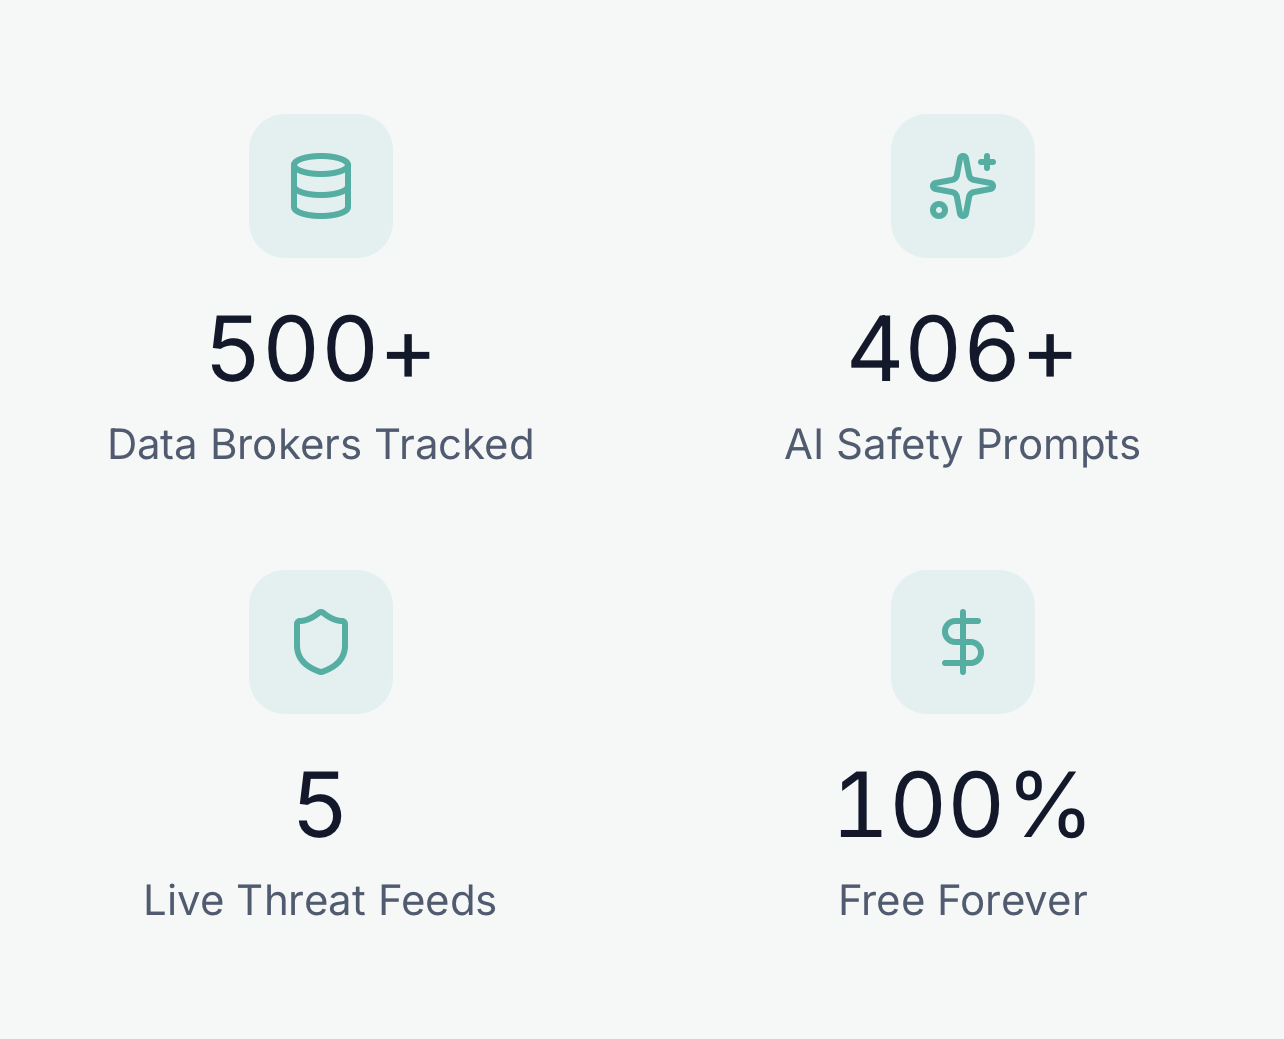 500+
Data Brokers Tracked
406+
AI Safety Prompts
5
Live Threat Feeds
100%
Free Forever